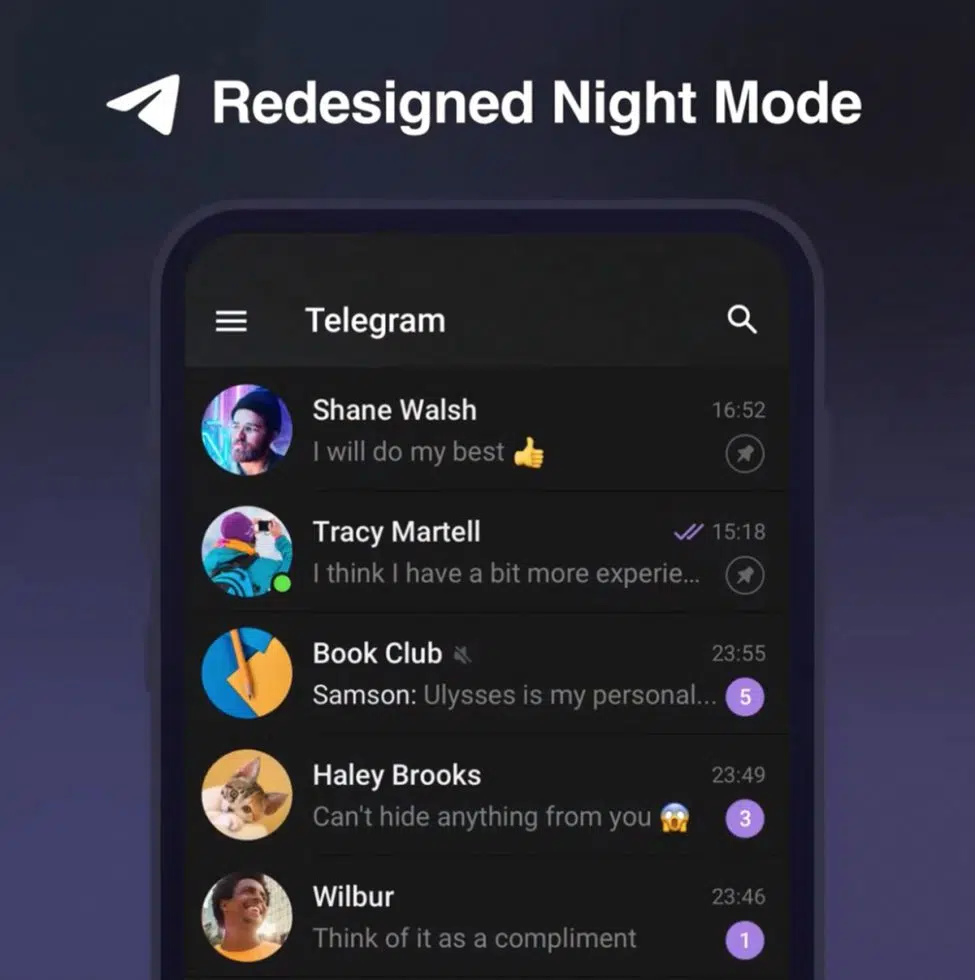 Redesigned Night Mode
Telegram
Shane Walsh 16:52
I will do my best 👍
Tracy Martell 15:18
I think I have a bit more experie...
Book Club 23:55
Samson: Ulysses is my personal... 5
Haley Brooks 23:49
Can't hide anything from you 😱 3
Wilbur 23:46
Think of it as a compliment 1